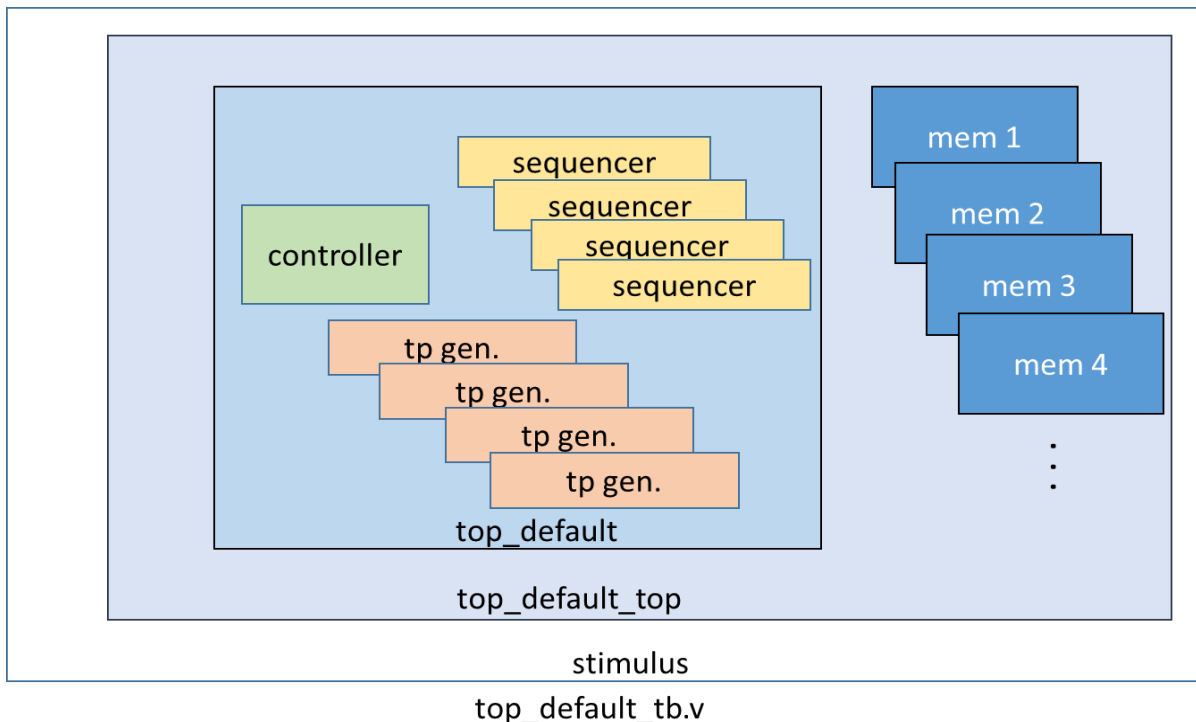 mem 1
sequencer
mem 2
sequencer
sequencer
controller
sequencer
mem 3
tp gen.
mem 4
tp gen.
tp gen.
tp gen.
top_default
top_default_top
stimulus
top_default_tb.v